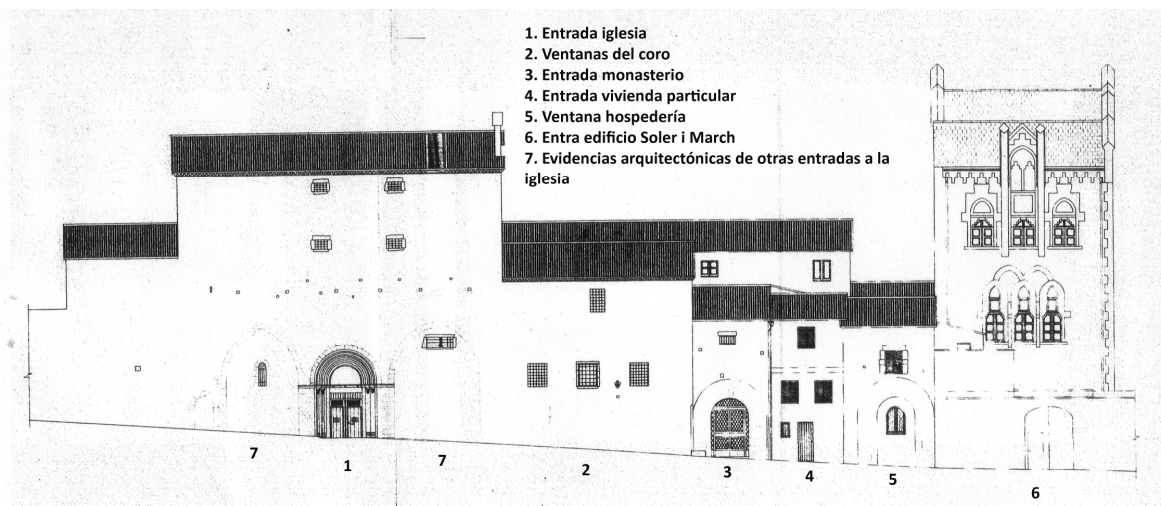 1. Entrada iglesia
2. Ventanas del coro
3. Entrada monasterio
4. Entrada vivienda particular
5. Ventana hospedería
6. Entra edificio Soler i March
7. Evidencias arquitectónicas de otras entradas a la
iglesia
7
1
7
2
3
4
5
6